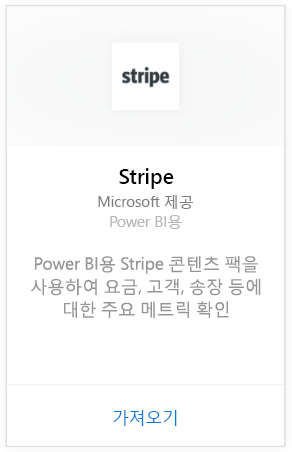 stripe
Stripe
Microsoft 제공
Power BI용
Power BI용 Stripe 콘텐츠 팩을
사용하여 요금, 고객, 송장 등에
대한 주요 메트릭 확인
가져오기